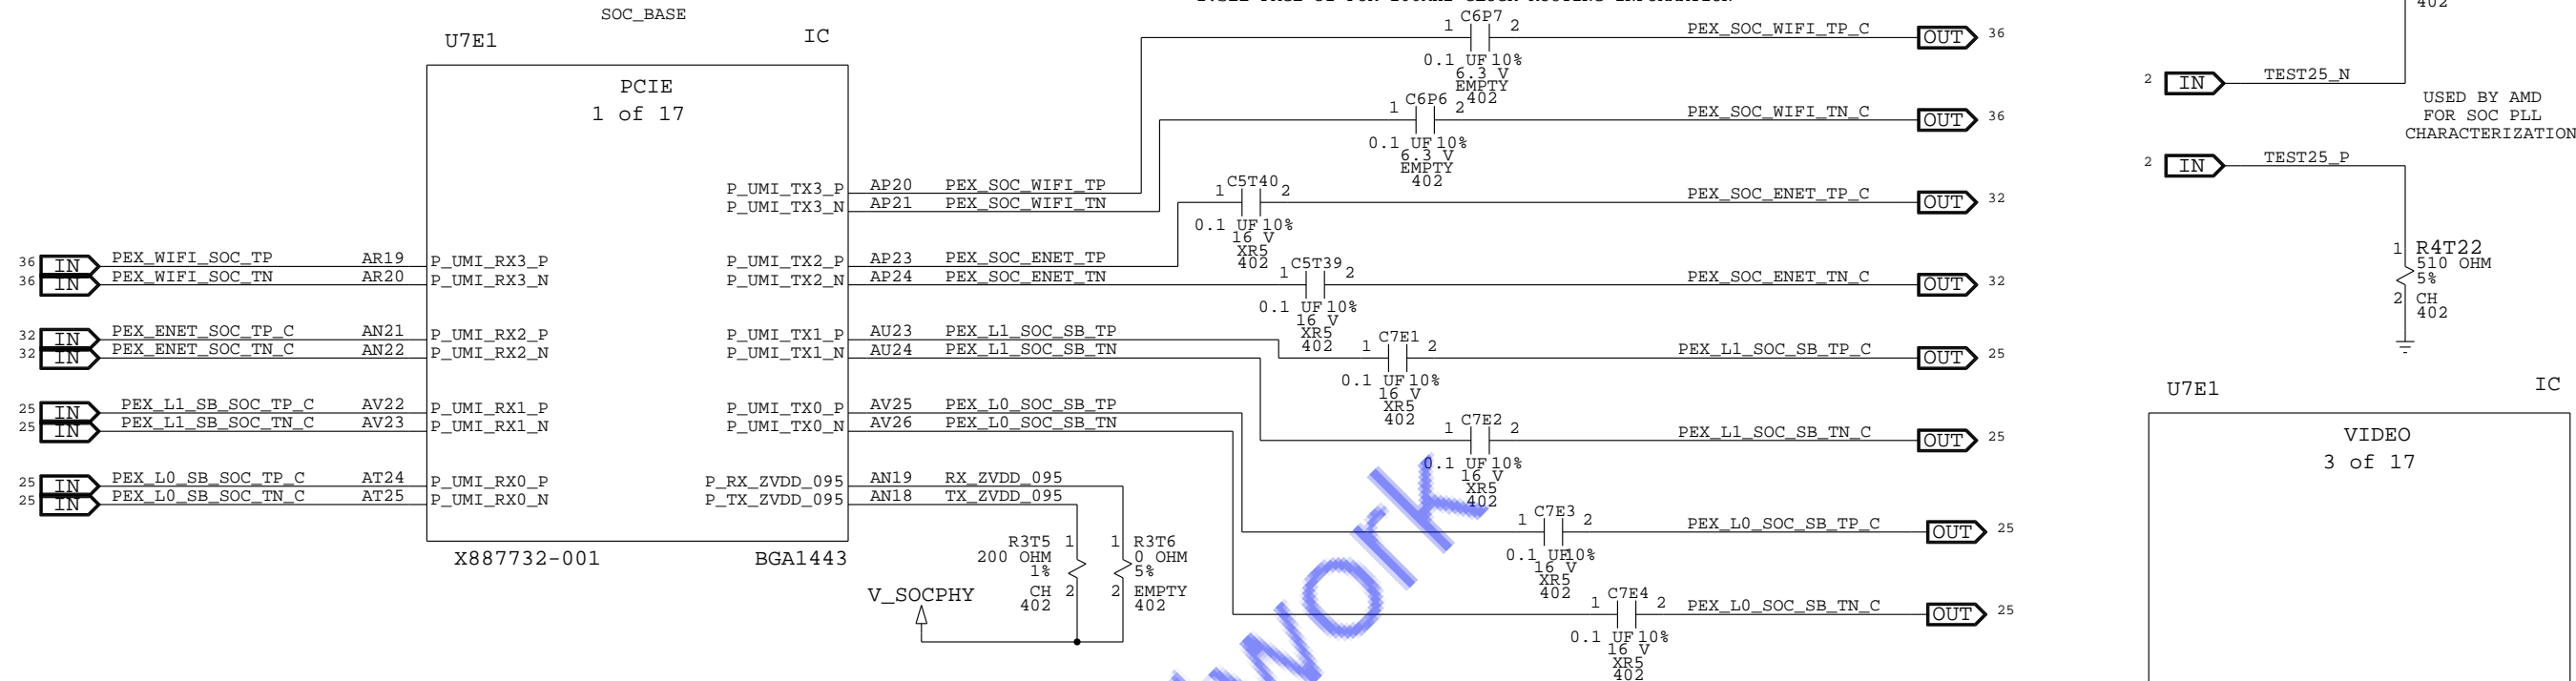 SOC_BASE
U7E1
IC
PCIE
1 of 17
36 IN PEX_WIFI_SOC_TP AR19 P_UMI_RX3_P
36 IN PEX_WIFI_SOC_TN AR20 P_UMI_RX3_N
32 IN PEX_ENET_SOC_TP_C AN21 P_UMI_RX2_P
32 IN PEX_ENET_SOC_TN_C AN22 P_UMI_RX2_N
25 IN PEX_L1_SB_SOC_TP_C AV22 P_UMI_RX1_P
25 IN PEX_L1_SB_SOC_TN_C AV23 P_UMI_RX1_N
25 IN PEX_L0_SB_SOC_TP_C AT24 P_UMI_RX0_P
25 IN PEX_L0_SB_SOC_TN_C AT25 P_UMI_RX0_N
P_UMI_TX3_P AP20 PEX_SOC_WIFI_TP
P_UMI_TX3_N AP21 PEX_SOC_WIFI_TN
P_UMI_TX2_P AP23 PEX_SOC_ENET_TP
P_UMI_TX2_N AP24 PEX_SOC_ENET_TN
P_UMI_TX1_P AU23 PEX_L1_SOC_SB_TP
P_UMI_TX1_N AU24 PEX_L1_SOC_SB_TN
P_UMI_TX0_P AV25 PEX_L0_SOC_SB_TP
P_UMI_TX0_N AV26 PEX_L0_SOC_SB_TN
P_RX_ZVDD_095 AN19 RX_ZVDD_095
P_TX_ZVDD_095 AN18 TX_ZVDD_095
X887732-001
BGA1443
R3T5 1
200 OHM
1%
CH 2
402
1 R3T6
0 OHM
5%
2 EMPTY
402
V_SOCPHY
1 C6P7 2
0.1 UF 10%
6.3 V
EMPTY
402
PEX_SOC_WIFI_TP_C OUT 36
1 C6P6 2
0.1 UF 10%
6.3 V
EMPTY
402
PEX_SOC_WIFI_TN_C OUT 36
1 C5T40 2
0.1 UF 10%
16 V
XR5
402
PEX_SOC_ENET_TP_C OUT 32
1 C5T39 2
0.1 UF 10%
16 V
XR5
402
PEX_SOC_ENET_TN_C OUT 32
1 C7E1 2
0.1 UF 10%
16 V
XR5
402
PEX_L1_SOC_SB_TP_C OUT 25
1 C7E2 2
0.1 UF 10%
16 V
XR5
402
PEX_L1_SOC_SB_TN_C OUT 25
1 C7E3 2
0.1 UF 10%
16 V
XR5
402
PEX_L0_SOC_SB_TP_C OUT 25
1 C7E4 2
0.1 UF 10%
16 V
XR5
402
PEX_L0_SOC_SB_TN_C OUT 25
work
402
2 IN TEST25_N
USED BY AMD
FOR SOC PLL
CHARACTERIZATION
2 IN TEST25_P
1 R4T22
510 OHM
5%
2 CH
402
U7E1
IC
VIDEO
3 of 17